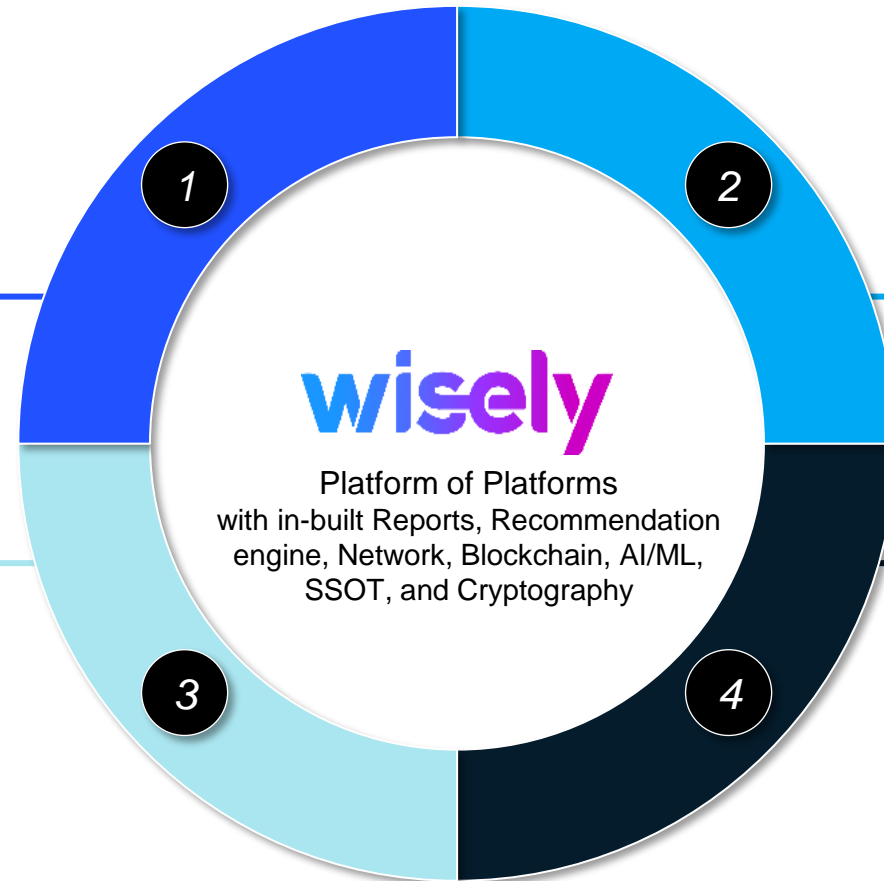 1
2
wisely
Platform of Platforms
with in-built Reports, Recommendation
engine, Network, Blockchain, AI/ML,
SSOT, and Cryptography
3
4